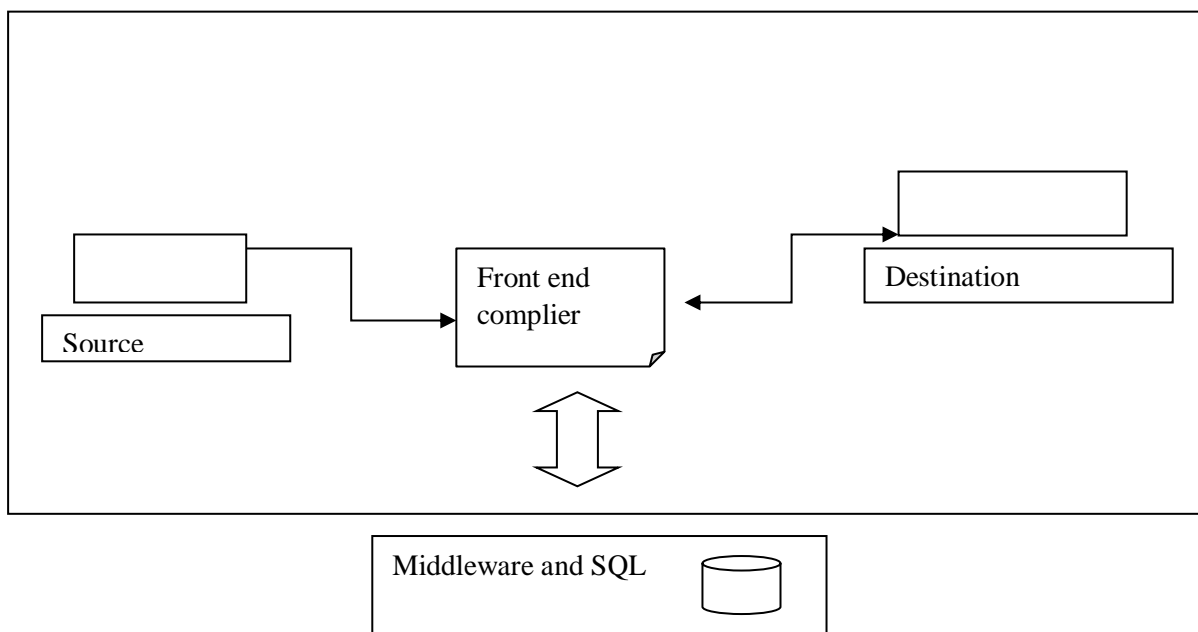 Front end
complier
Destination
Source
Middleware and SQL